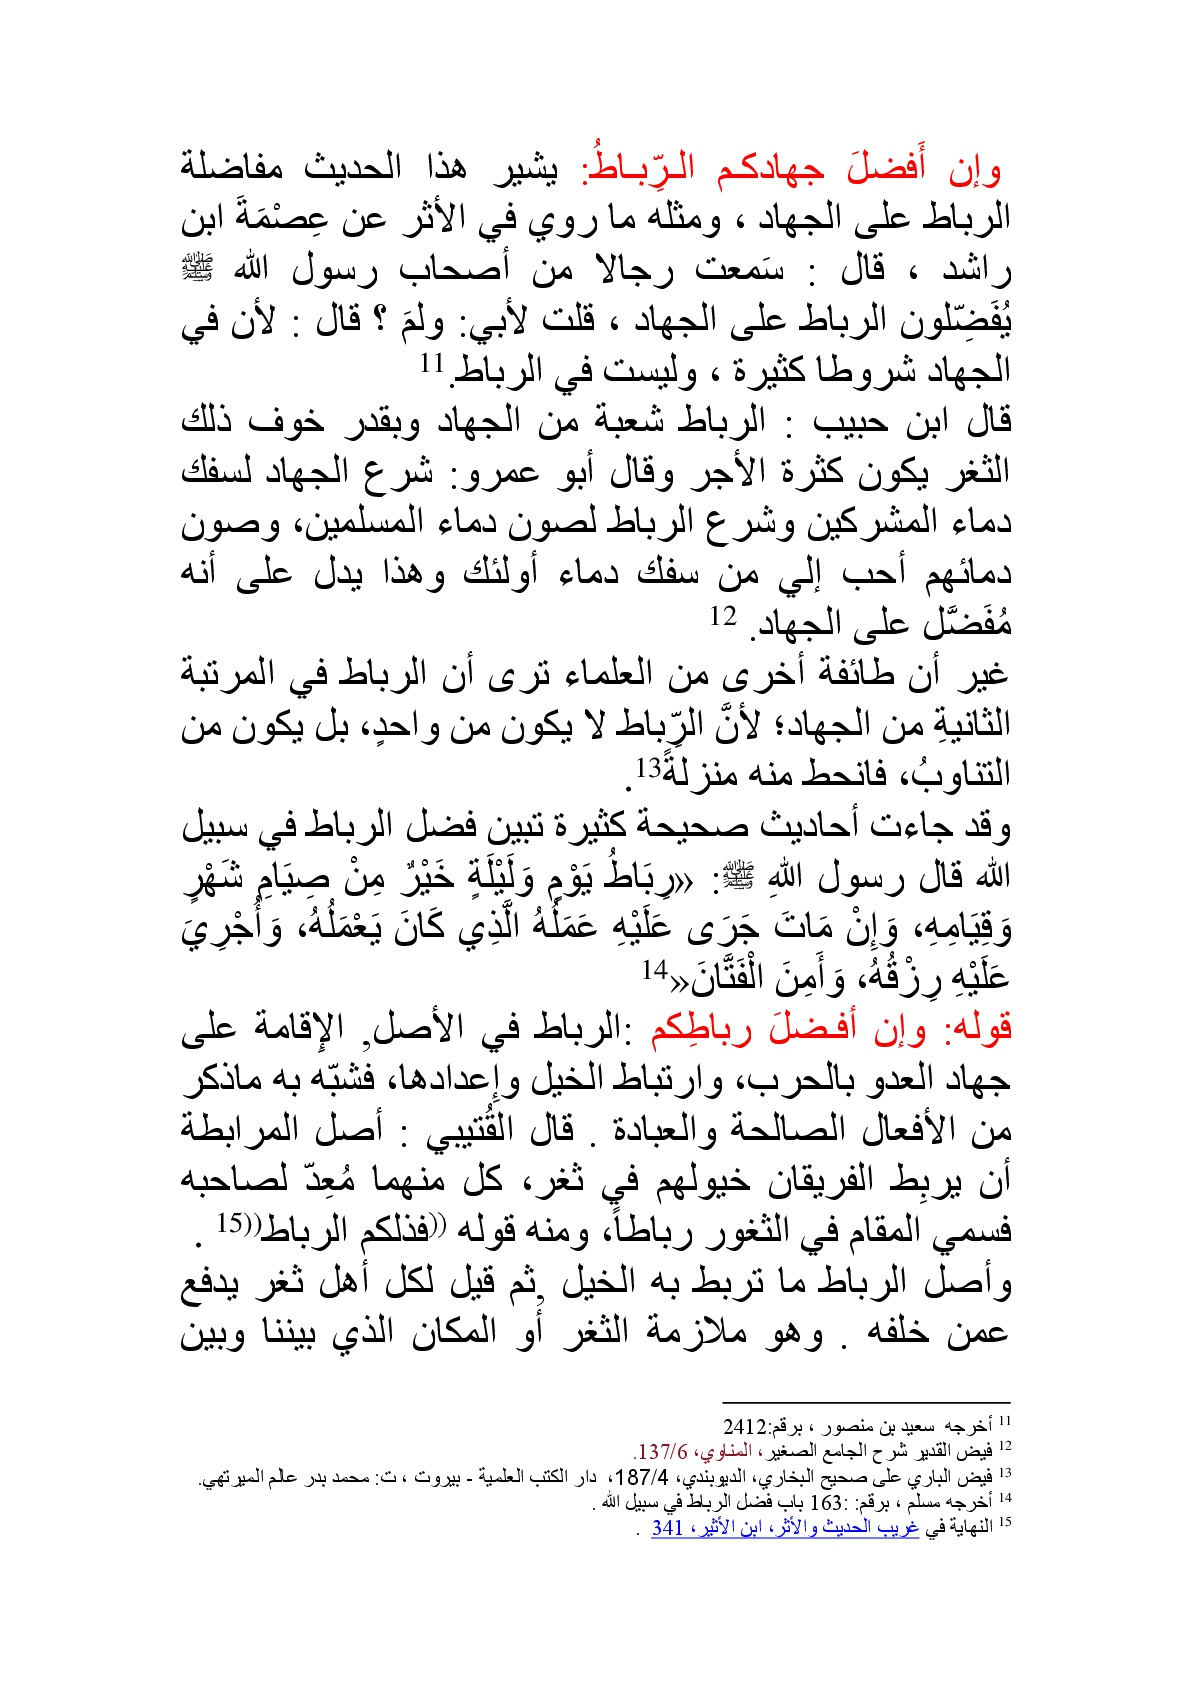 وإن أَفضلَ جهادكـم الـرِّبـاطُ: يشير هذا الحديث مفاضلة
الرباط على الجهاد ، ومثله ما روي في الأثر عن عِصْمَةَ ابن
راشد ، قال : سَمعت رجالا من أصحاب رسول الله ﷺ
يُفَضِّلون الرباط على الجهاد ، قلت لأبي: ولمَ ؟ قال : لأن في
الجهاد شروطا كثيرة ، وليست في الرباط.11
قال ابن حبيب : الرباط شعبة من الجهاد وبقدر خوف ذلك
الثغر يكون كثرة الأجر وقال أبو عمرو: شرع الجهاد لسفك
دماء المشركين وشرع الرباط لصون دماء المسلمين، وصون
دمائهم أحب إلي من سفك دماء أولئك وهذا يدل على أنه
مُفَضَّل على الجهاد. 12
غير أن طائفة أخرى من العلماء ترى أن الرباط في المرتبة
الثانيةِ من الجهاد؛ لأنَّ الرِّباط لا يكون من واحدٍ، بل يكون من
التناوبُ، فانحط منه منزلةً13.
وقد جاءت أحاديث صحيحة كثيرة تبين فضل الرباط في سبيل
الله قال رسول اللهِ ﷺ: «رِبَاطُ يَوْمٍ وَلَيْلَةٍ خَيْرٌ مِنْ صِيَامِ شَهْرٍ
وَقِيَامِهِ، وَإِنْ مَاتَ جَرَى عَلَيْهِ عَمَلُهُ الَّذِي كَانَ يَعْمَلُهُ، وَأُجْرِيَ
عَلَيْهِ رِزْقُهُ، وَأَمِنَ الْفَتَّانَ«14
قوله: وإن أفـضلَ رباطِكم :الرباط في الأصل, الإِقامة على
جهاد العدو بالحرب، وارتباط الخيل وإِعدادها، فشبّه به ماذكر
من الأفعال الصالحة والعبادة . قال القُتيبي : أصل المرابطة
أن يربِط الفريقان خيولهم في ثغر، كل منهما مُعِدّ لصاحبه
فسمي المقام في الثغور رباطاً، ومنه قوله ((فذلكم الرباط((15 .
وأصل الرباط ما تربط به الخيل ,ثم قيل لكل أهل ثغر يدفع
عمن خلفه . وهو ملازمة الثغر أو المكان الذي بيننا وبين
11 أخرجه سعيد بن منصور ، برقم:2412
12 فيض القدير شرح الجامع الصغير، المناوي، 137/6.
13 فيض الباري على صحيح البخاري، الديوبندي، 187/4، دار الكتب العلمية - بيروت ، ت: محمد بدر عالم الميرتهي.
14 أخرجه مسلم ، برقم: :163 باب فضل الرباط في سبيل الله .
15 النهاية في غريب الحديث والأثر، ابن الأثير، 341 .